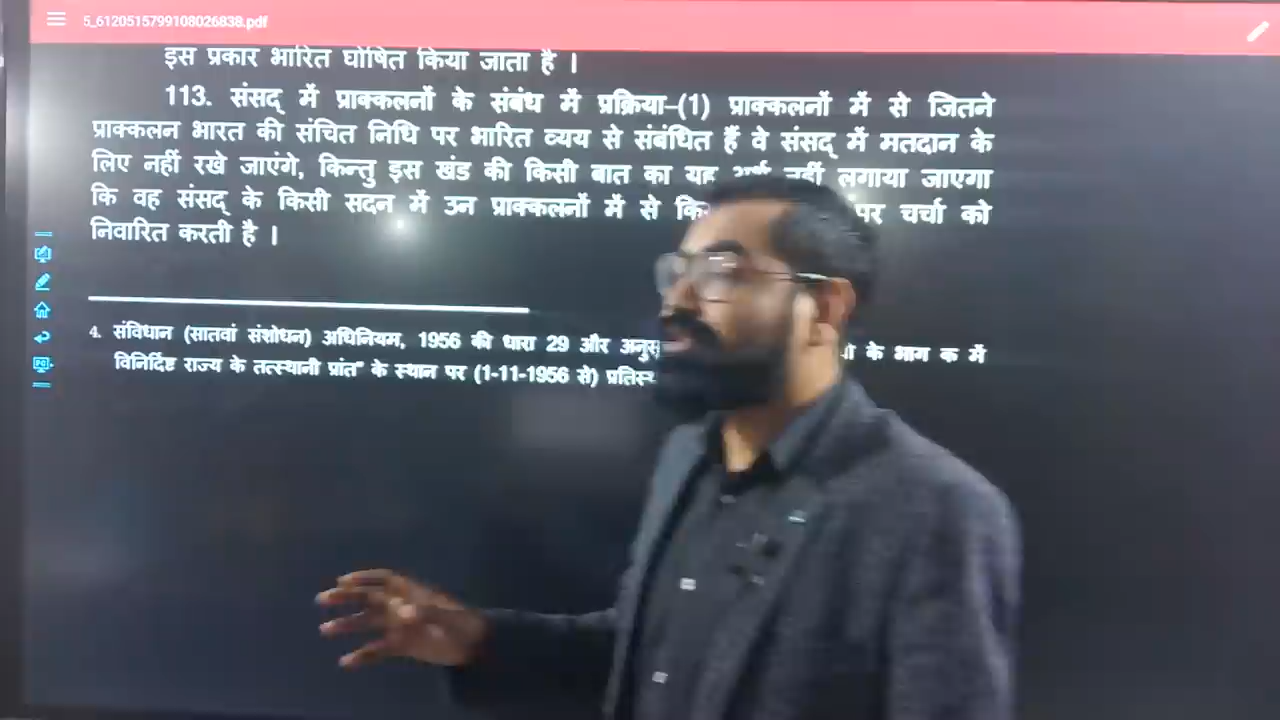 5_6120515799108026838.pdf
इस प्रकार भारित घोषित किया जाता है ।
113. संसद् में प्राक्कलनों के संबंध में प्रक्रिया–(1) प्राक्कलनों में से जितने
प्राक्कलन भारत की संचित निधि पर भारित व्यय से संबंधित हैं वे संसद् में मतदान के
लिए नहीं रखे जाएंगे, किन्तु इस खंड की किसी बात का यह अर्थ नहीं लगाया जाएगा
कि वह संसद् के किसी सदन में उन प्राक्कलनों में से पर चर्चा को
निवारित करती है ।
4. संविधान (सातवां संशोधन) अधिनियम, 1956 की धारा 29 और के भाग क में
विनिर्दिष्ट राज्य के तत्स्थानी प्रांत" के स्थान पर (1-11-1956 से)